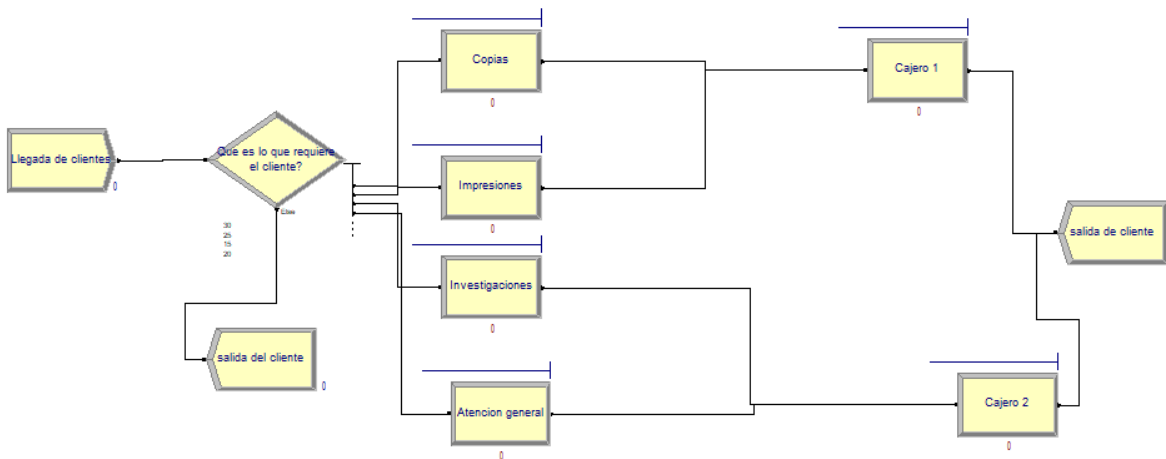 Copias
0
Cajero 1
0
Llegada de clientes
0
Que es lo que requiere
el cliente?
Else
30
25
15
20
Impresiones
0
salida de cliente
Investigaciones
0
salida del cliente
0
Atencion general
0
Cajero 2
0